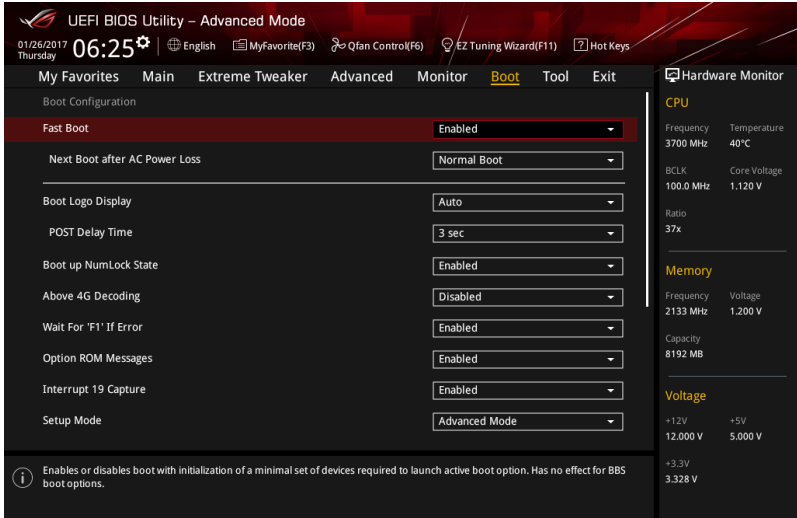 UEFI BIOS Utility – Advanced Mode
01/26/2017 Thursday 06:25 English MyFavorite(F3) Qfan Control(F6) EZ Tuning Wizard(F11) ? Hot Keys
My Favorites Main Extreme Tweaker Advanced Monitor Boot Tool Exit
Boot Configuration
Fast Boot Enabled
Next Boot after AC Power Loss Normal Boot
Boot Logo Display Auto
POST Delay Time 3 sec
Boot up NumLock State Enabled
Above 4G Decoding Disabled
Wait For 'F1' If Error Enabled
Option ROM Messages Enabled
Interrupt 19 Capture Enabled
Setup Mode Advanced Mode
i Enables or disables boot with initialization of a minimal set of devices required to launch active boot option. Has no effect for BBS
boot options.
Hardware Monitor
CPU
Frequency Temperature
3700 MHz 40°C
BCLK Core Voltage
100.0 MHz 1.120 V
Ratio
37x
Memory
Frequency Voltage
2133 MHz 1.200 V
Capacity
8192 MB
Voltage
+12V +5V
12.000 V 5.000 V
+3.3V
3.328 V